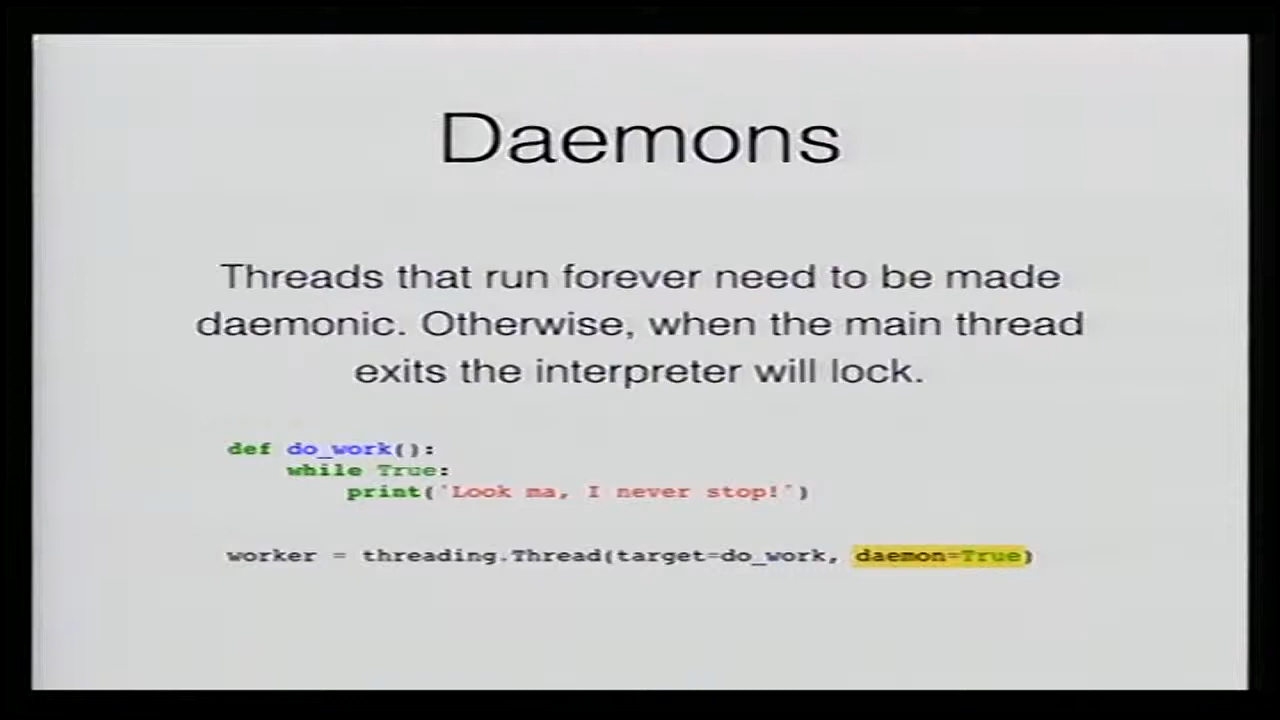 Daemons
Threads that run forever need to be made
daemonic. Otherwise, when the main thread
exits the interpreter will lock.
def do_work():
    while True:
        print('Look ma, I never stop!')
worker = threading.Thread(target=do_work, daemon=True)